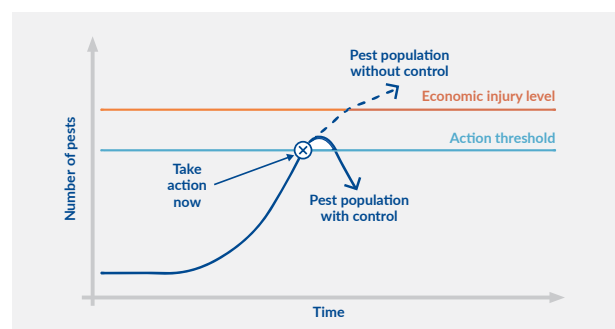 Pest population
without control
Economic injury level
Action threshold
Take
action
now
Pest population
with control
Number of pests
Time